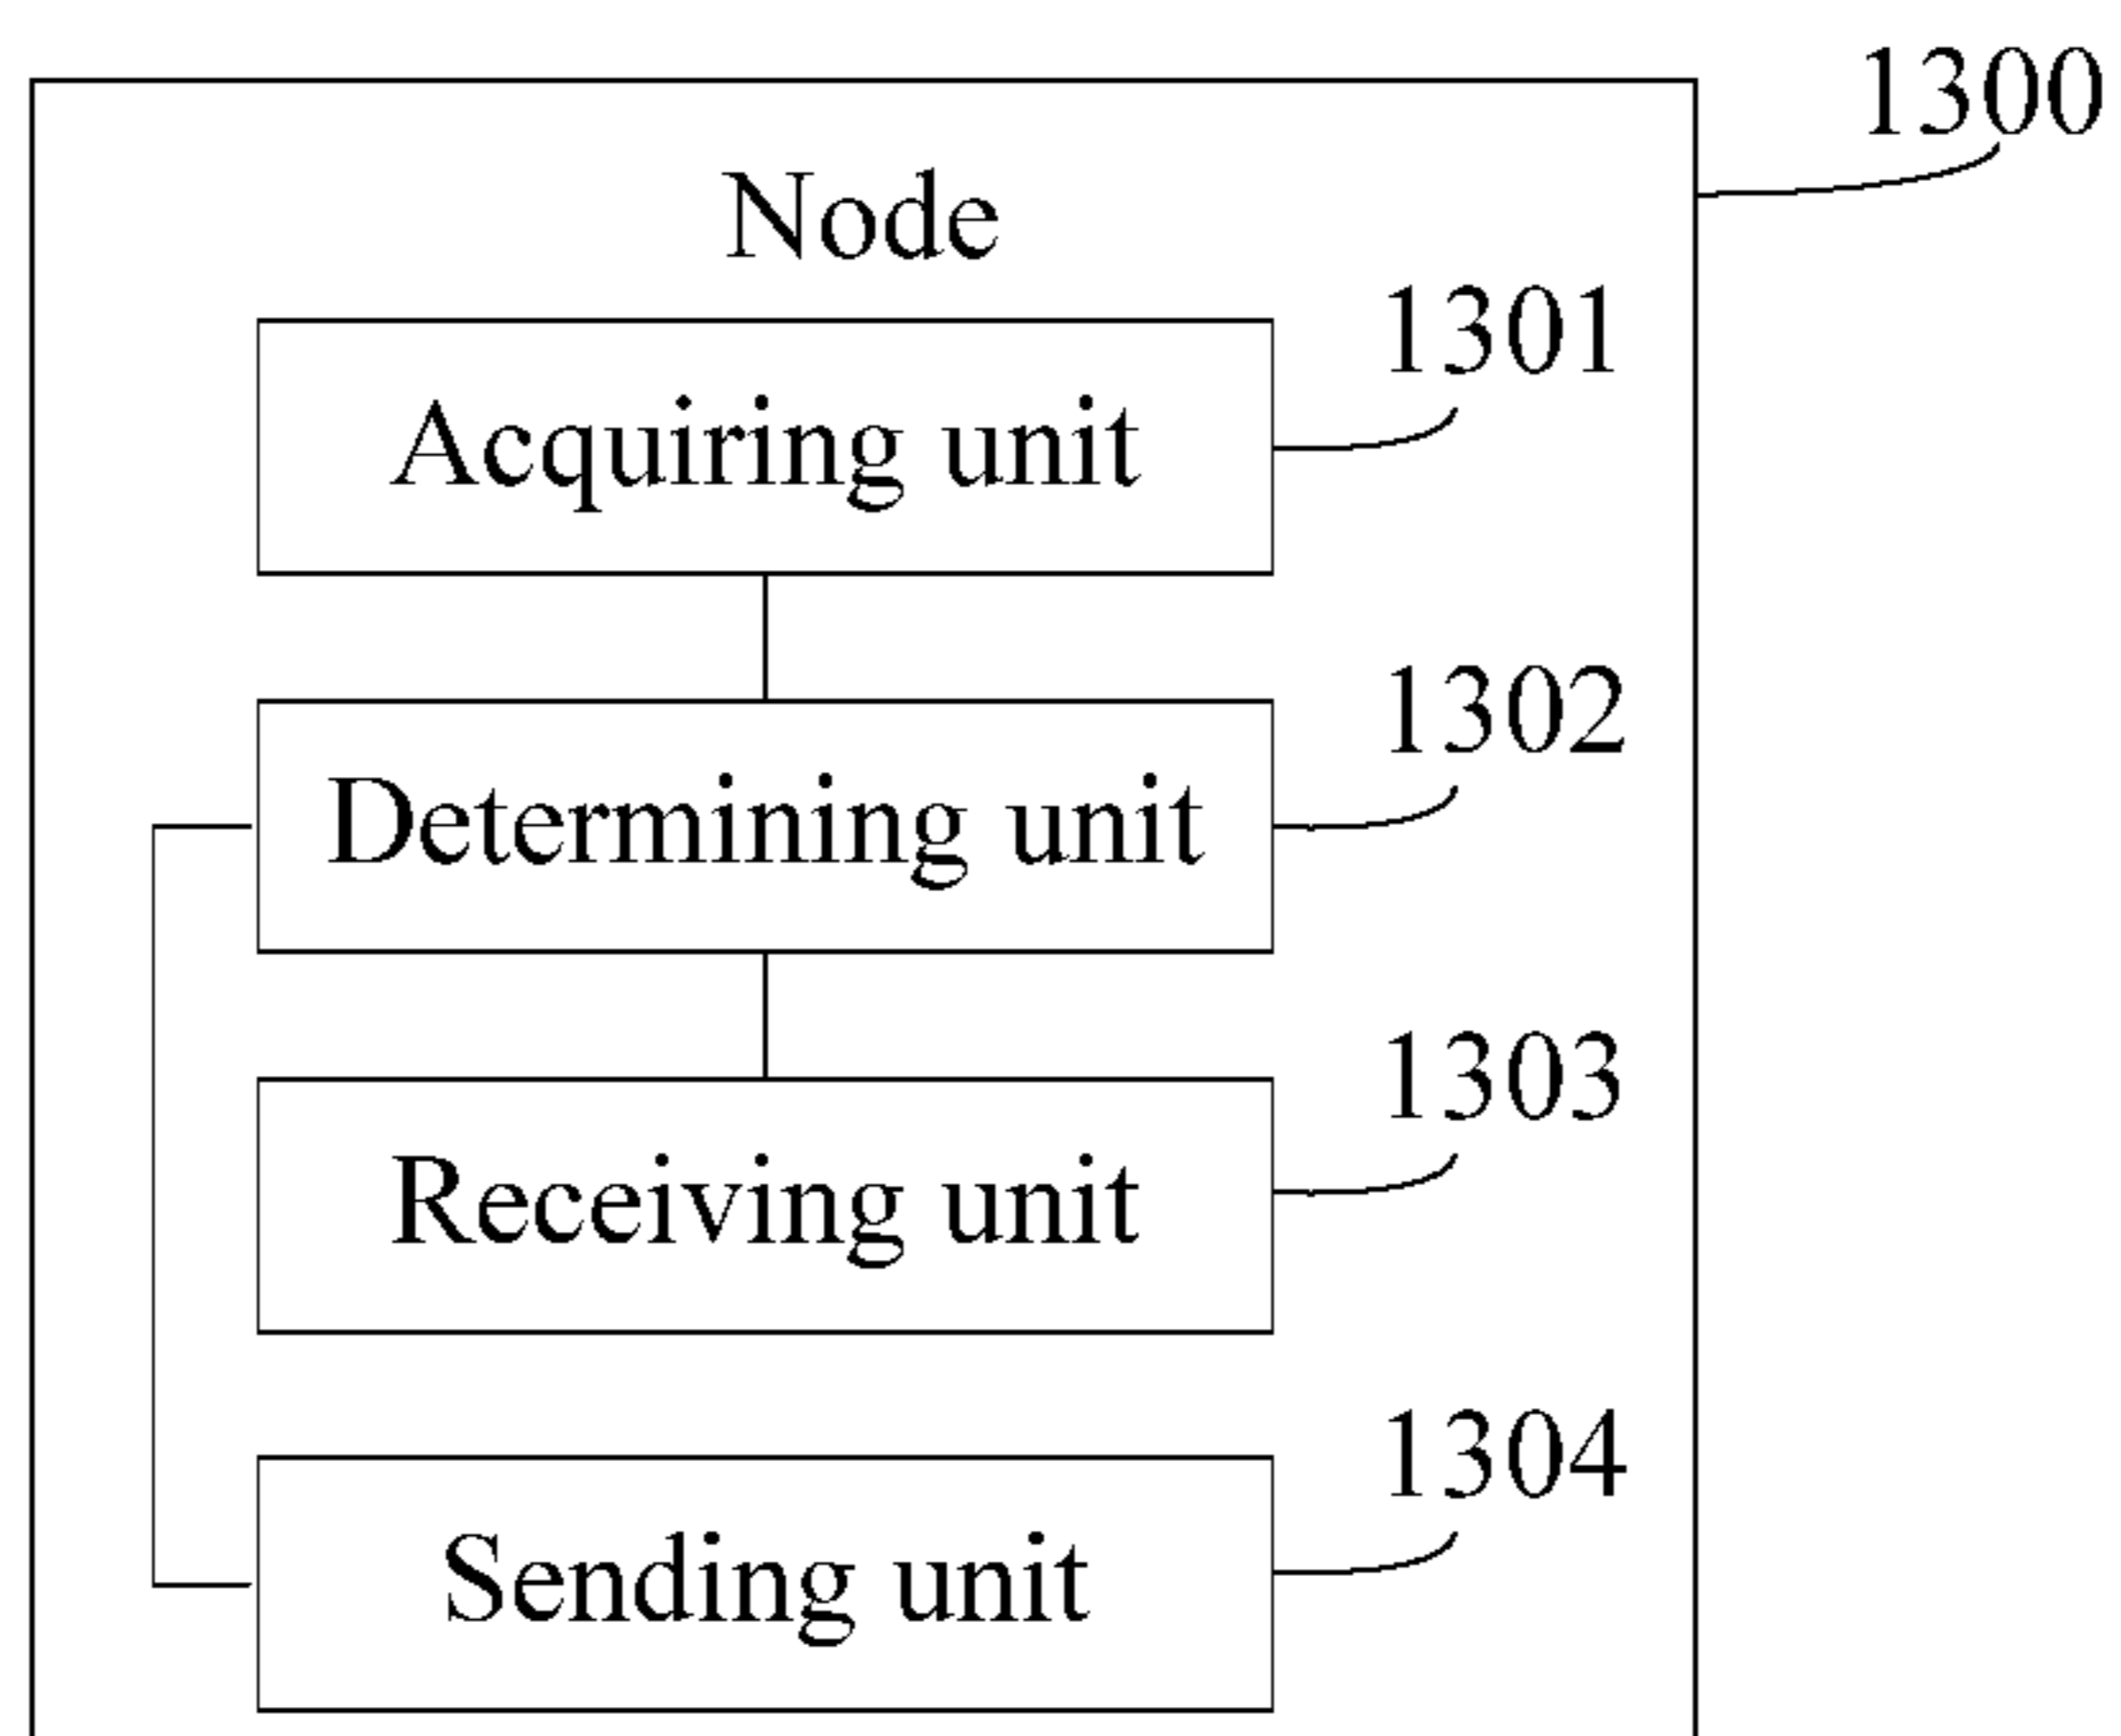 1300
Node
1301
Acquiring unit
1302
Determining unit
1303
Receiving unit
1304
Sending unit